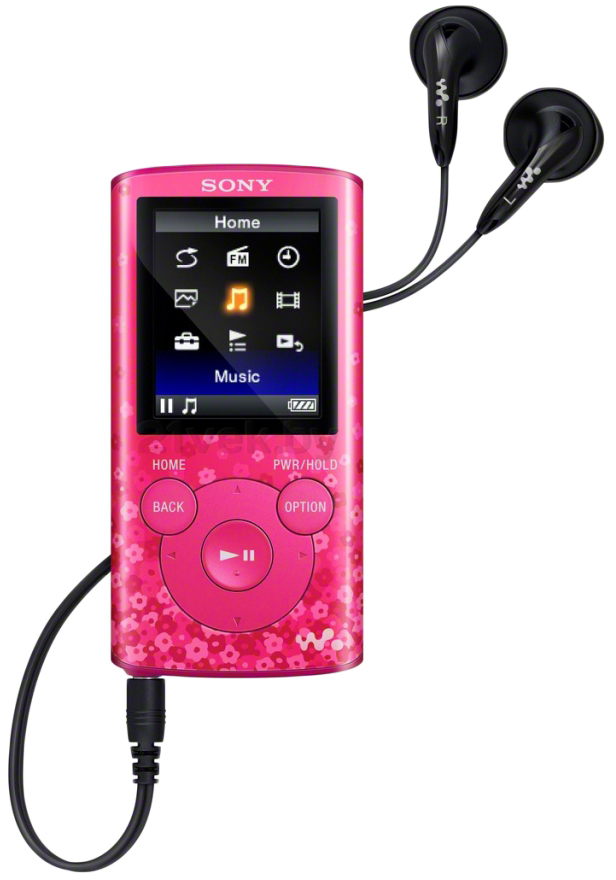 R
L
SONY
Home
FM
Music
HOME PWR/HOLD
BACK OPTION